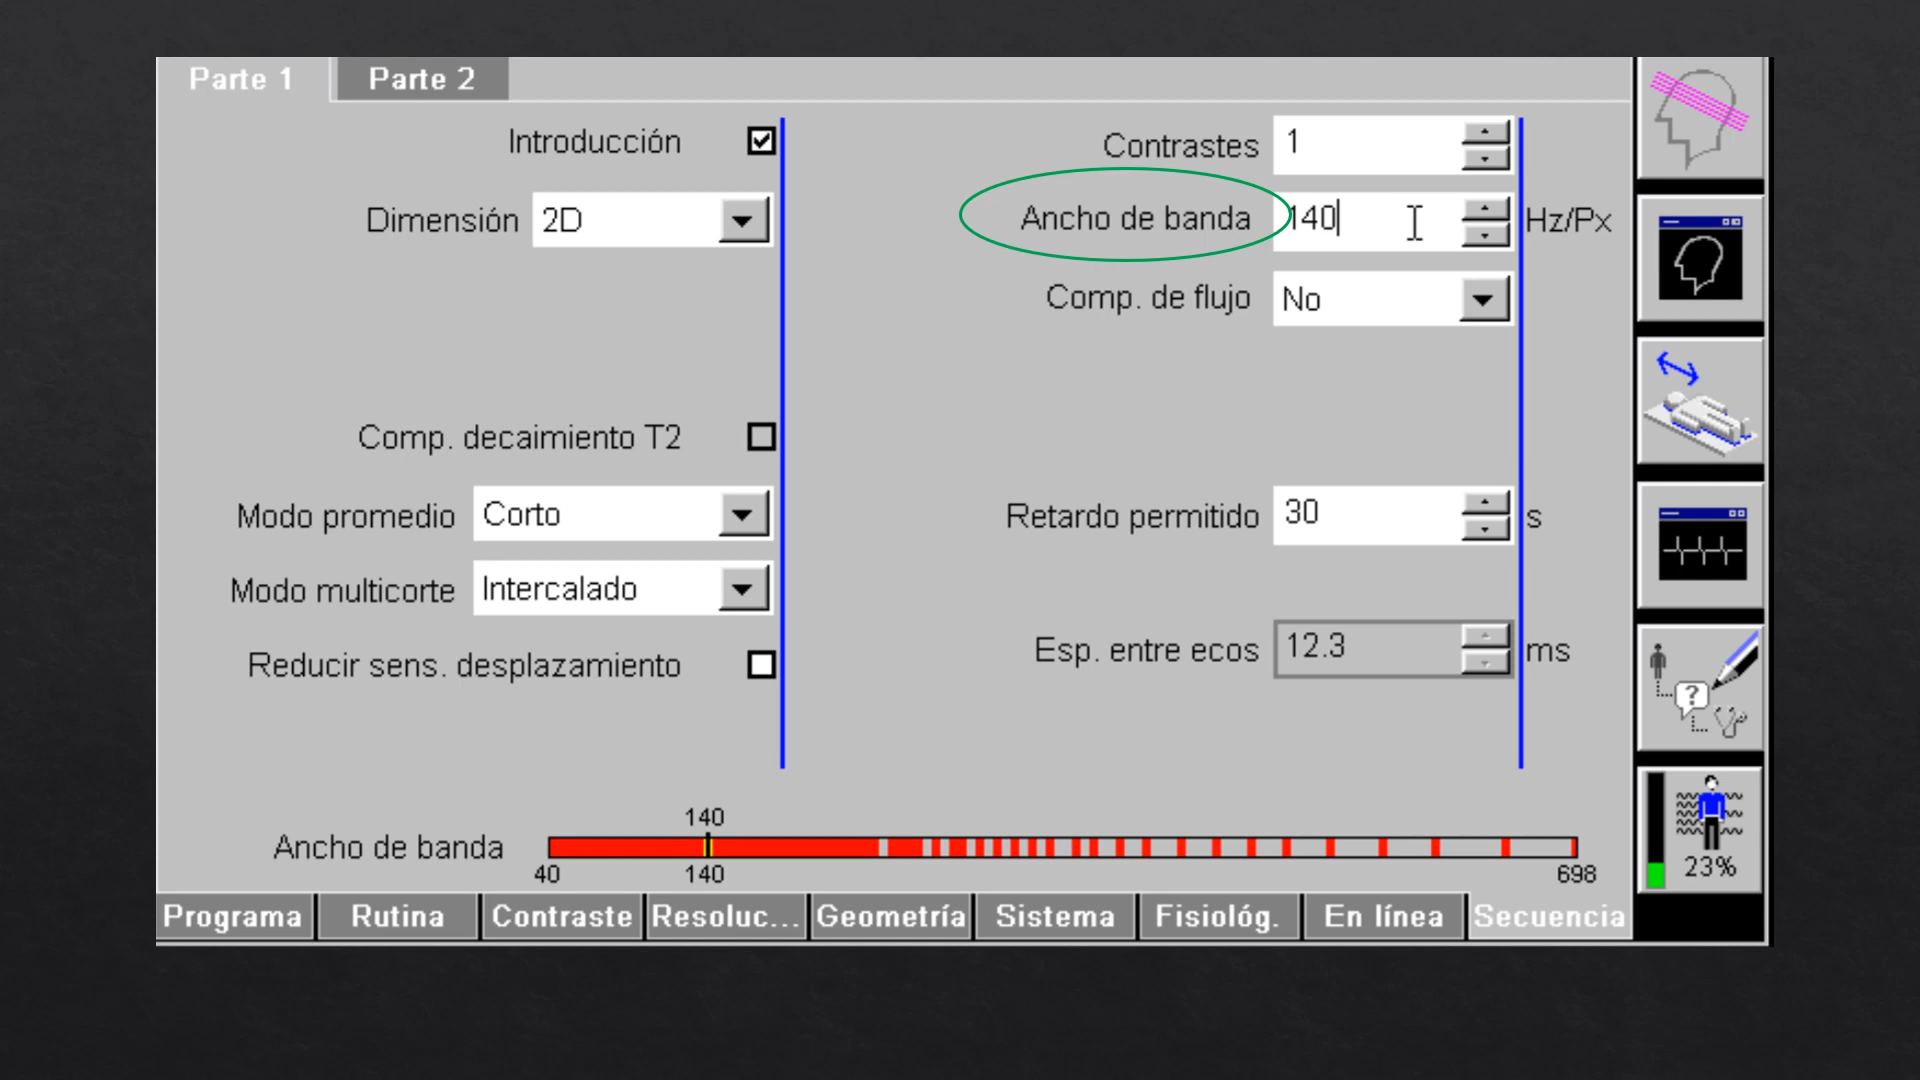 Parte 1
Parte 2
Introducción
Dimensión 2D
Comp. decaimiento T2
Modo promedio Corto
Modo multicorte Intercalado
Reducir sens. desplazamiento
Contrastes 1
Ancho de banda 140 Hz/Px
Comp. de flujo No
Retardo permitido 30 s
Esp. entre ecos 12.3 ms
140
Ancho de banda
40 140 698
Programa Rutina Contraste Resoluc... Geometría Sistema Fisiológ. En línea Secuencia
?
23%